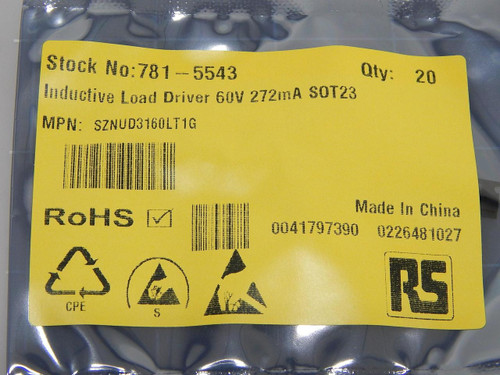 Stock No:781-5543
Qty: 20
Inductive Load Driver 60V 272mA SOT23
MPN: SZNUD3160LT1G
RoHS
Made In China
0041797390 0226481027
CPE
S
RS